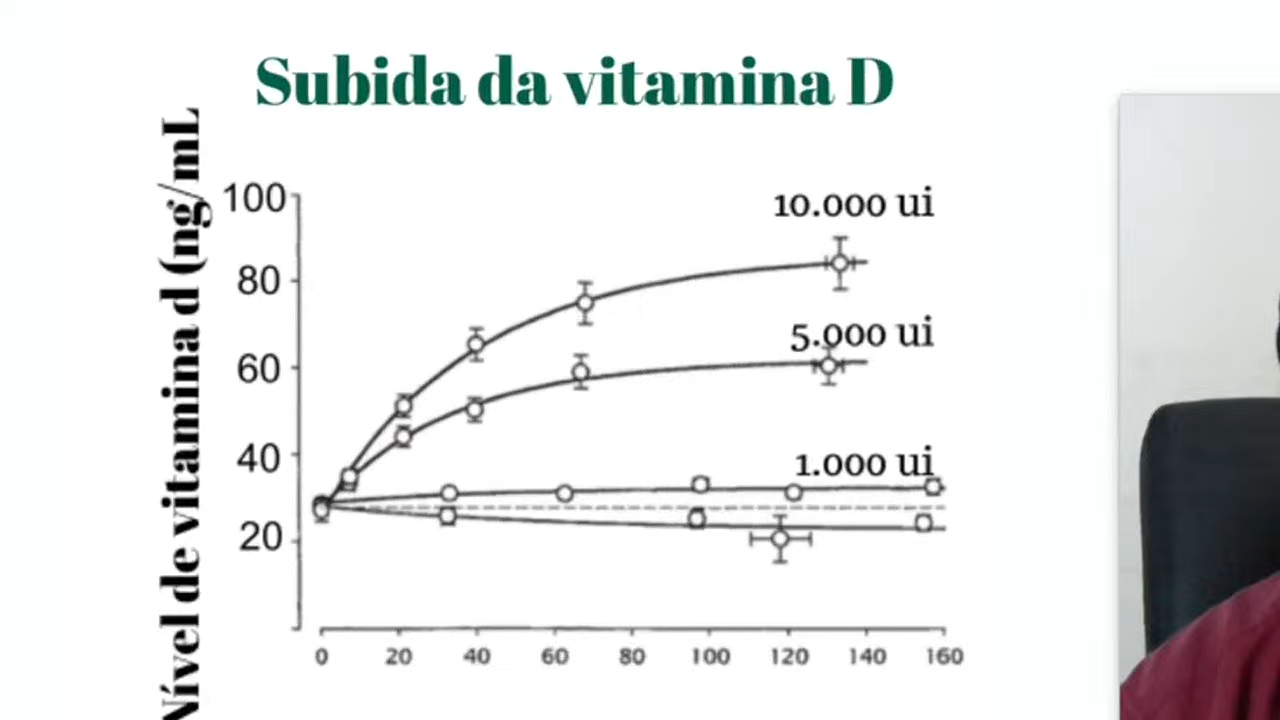 Subida da vitamina D
Nível de vitamina d (ng/mL
100
80
60
40
20
10.000 ui
5.000 ui
1.000 ui
0 20 40 60 80 100 120 140 160